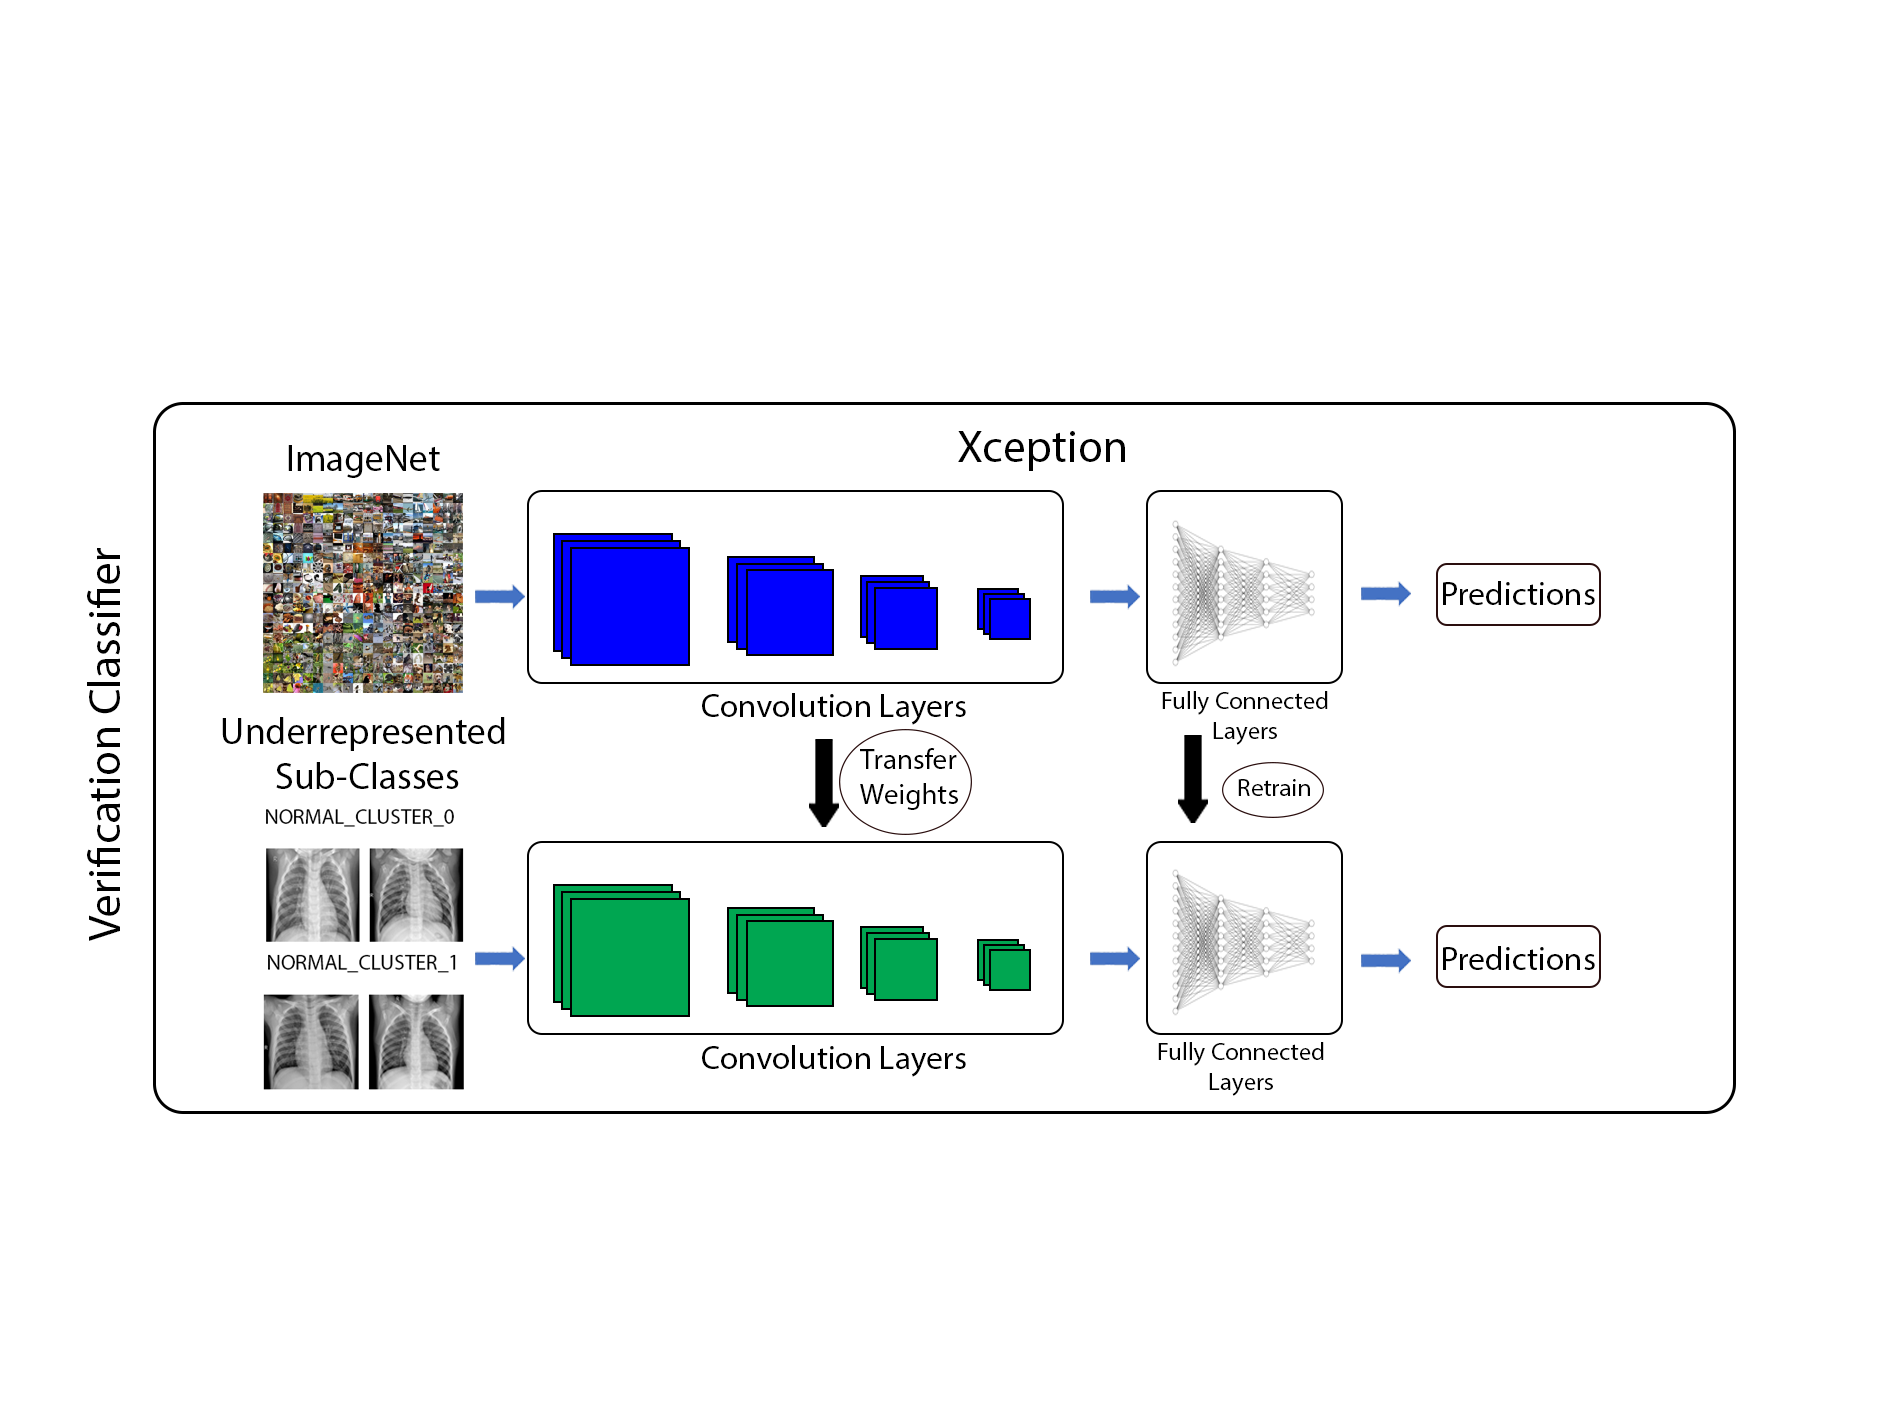 Verification Classifier
ImageNet
Xception
Predictions
Convolution Layers
Fully Connected
Layers
Transfer
Weights
Retrain
Underrepresented
Sub-Classes
NORMAL_CLUSTER_0
NORMAL_CLUSTER_1
Predictions
Convolution Layers
Fully Connected
Layers